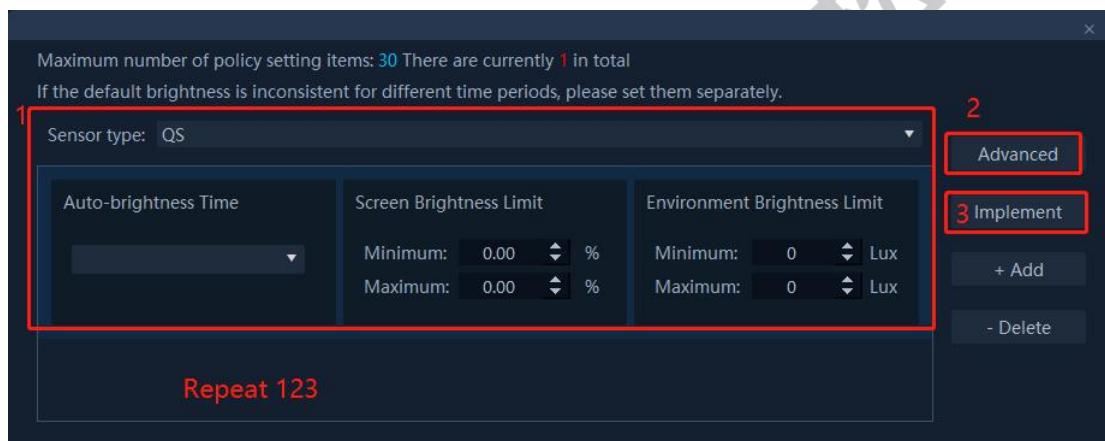 ×
Maximum number of policy setting items: 30 There are currently 1 in total
If the default brightness is inconsistent for different time periods, please set them separately.
1
Sensor type: QS
2
Advanced
Auto-brightness Time
Screen Brightness Limit
Environment Brightness Limit
3 Implement
Minimum: 0.00 %
Minimum: 0 Lux
Maximum: 0.00 %
Maximum: 0 Lux
+ Add
- Delete
Repeat 123